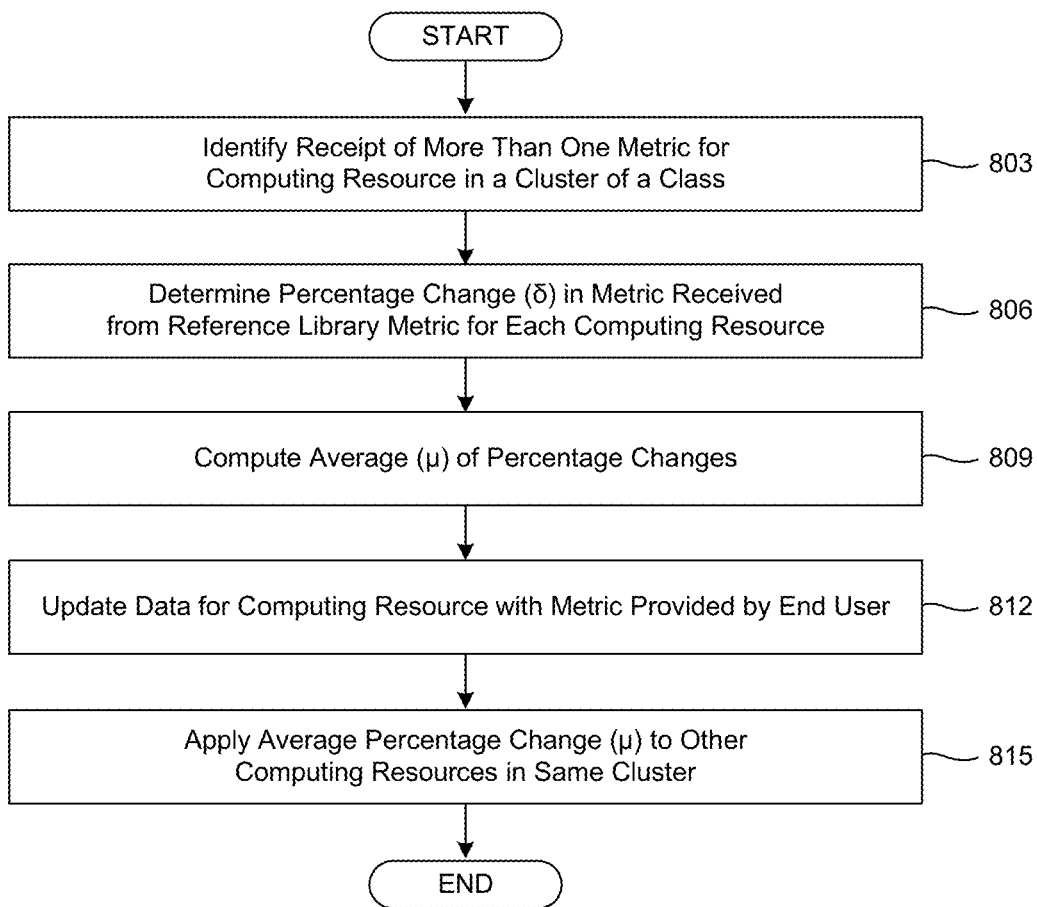 START
Identify Receipt of More Than One Metric for
Computing Resource in a Cluster of a Class
803
Determine Percentage Change (δ) in Metric Received
from Reference Library Metric for Each Computing Resource
806
Compute Average (μ) of Percentage Changes
809
Update Data for Computing Resource with Metric Provided by End User
812
Apply Average Percentage Change (μ) to Other
Computing Resources in Same Cluster
815
END